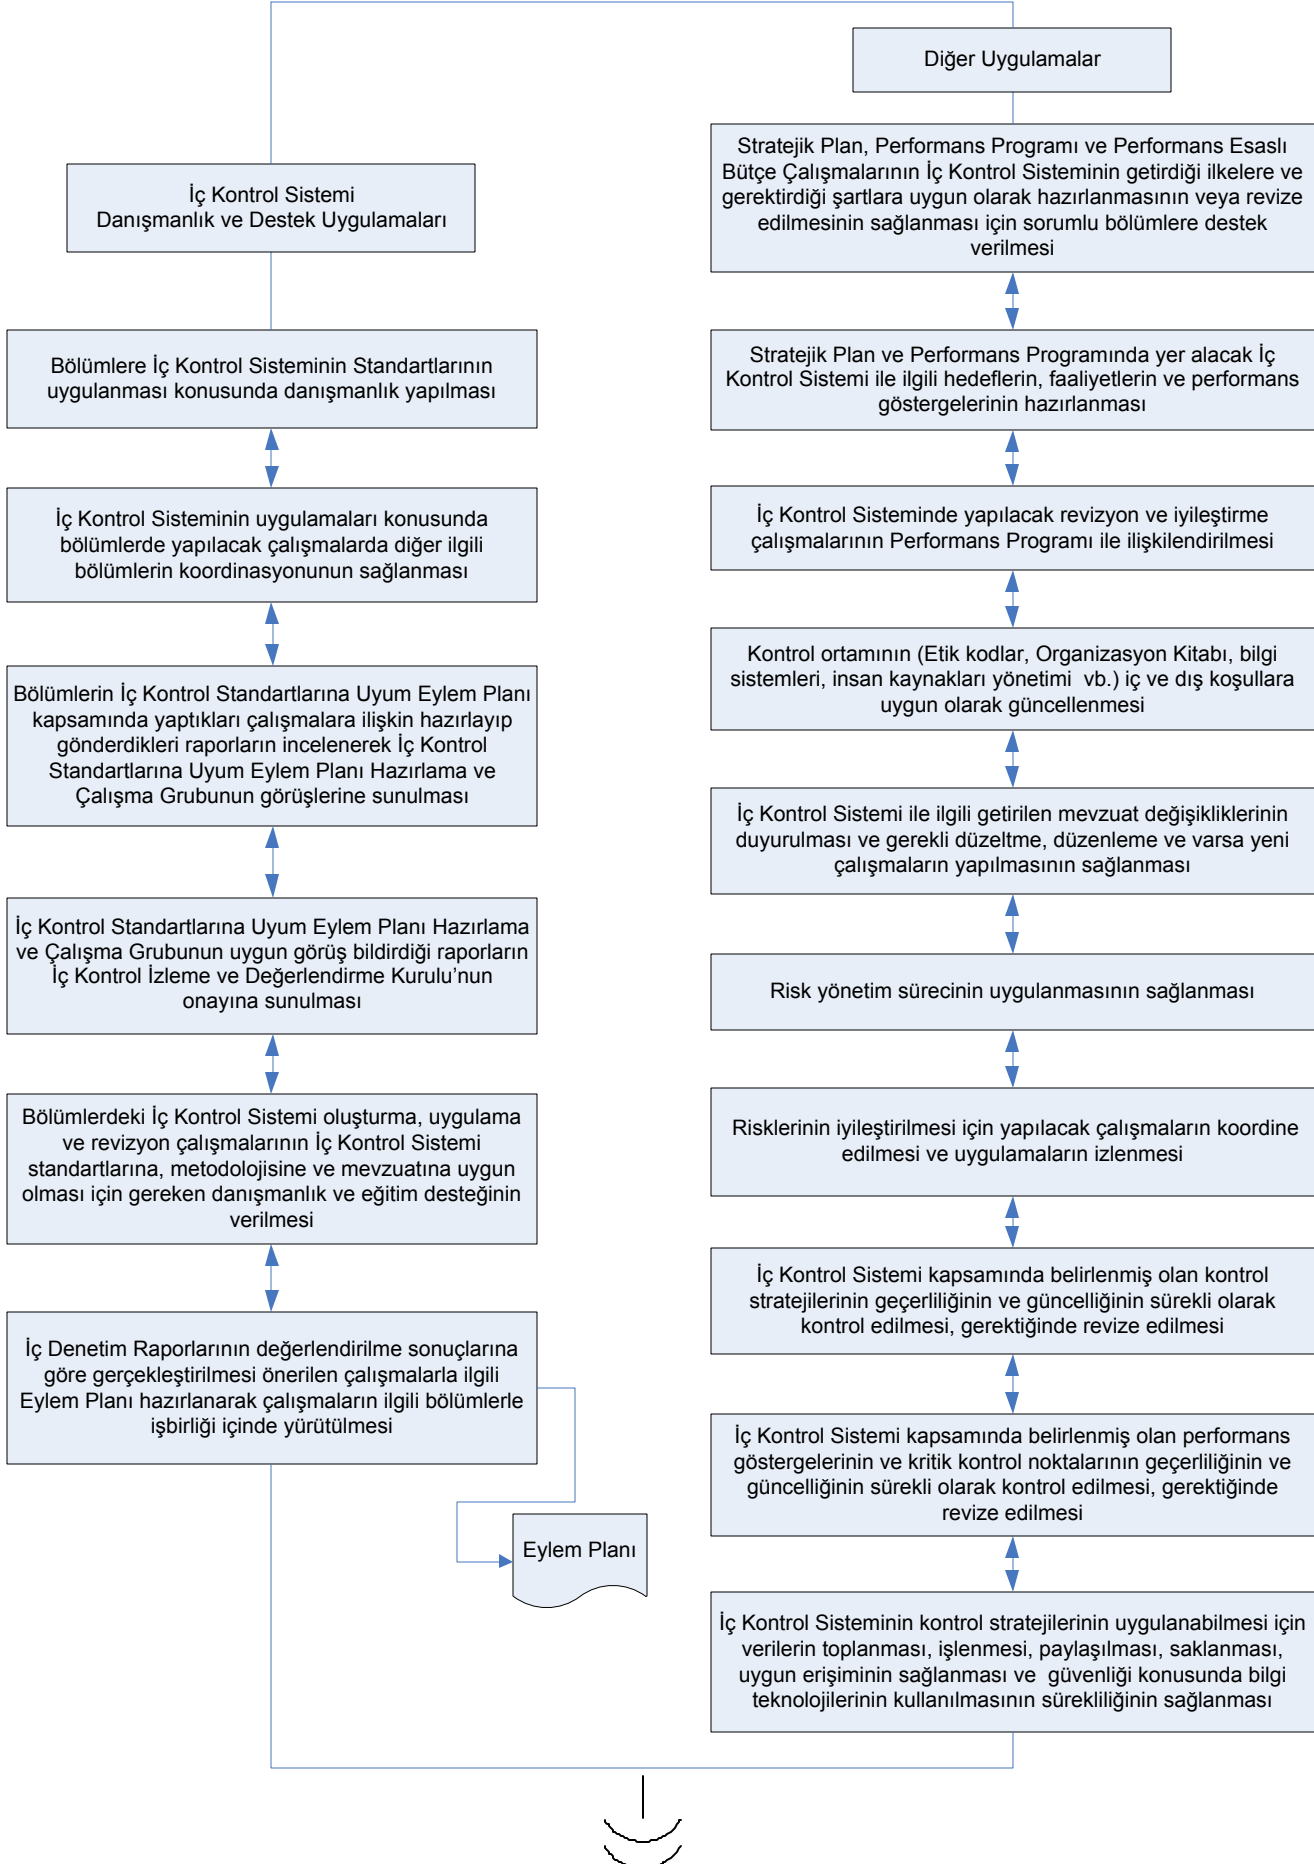 İç Kontrol Sistemi
Danışmanlık ve Destek Uygulamaları
Bölümlere İç Kontrol Sisteminin Standartlarının
uygulanması konusunda danışmanlık yapılması
İç Kontrol Sisteminin uygulamaları konusunda
bölümlerde yapılacak çalışmalarda diğer ilgili
bölümlerin koordinasyonunun sağlanması
Bölümlerin İç Kontrol Standartlarına Uyum Eylem Planı
kapsamında yaptıkları çalışmalara ilişkin hazırlayıp
gönderdikleri raporların incelenerek İç Kontrol
Standartlarına Uyum Eylem Planı Hazırlama ve
Çalışma Grubunun görüşlerine sunulması
İç Kontrol Standartlarına Uyum Eylem Planı Hazırlama
ve Çalışma Grubunun uygun görüş bildirdiği raporların
İç Kontrol İzleme ve Değerlendirme Kurulu’nun
onayına sunulması
Bölümlerdeki İç Kontrol Sistemi oluşturma, uygulama
ve revizyon çalışmalarının İç Kontrol Sistemi
standartlarına, metodolojisine ve mevzuatına uygun
olması için gereken danışmanlık ve eğitim desteğinin
verilmesi
İç Denetim Raporlarının değerlendirilme sonuçlarına
göre gerçekleştirilmesi önerilen çalışmalarla ilgili
Eylem Planı hazırlanarak çalışmaların ilgili bölümlerle
işbirliği içinde yürütülmesi
Eylem Planı
Diğer Uygulamalar
Stratejik Plan, Performans Programı ve Performans Esaslı
Bütçe Çalışmalarının İç Kontrol Sisteminin getirdiği ilkelere ve
gerektirdiği şartlara uygun olarak hazırlanmasının veya revize
edilmesinin sağlanması için sorumlu bölümlere destek
verilmesi
Stratejik Plan ve Performans Programında yer alacak İç
Kontrol Sistemi ile ilgili hedeflerin, faaliyetlerin ve performans
göstergelerinin hazırlanması
İç Kontrol Sisteminde yapılacak revizyon ve iyileştirme
çalışmalarının Performans Programı ile ilişkilendirilmesi
Kontrol ortamının (Etik kodlar, Organizasyon Kitabı, bilgi
sistemleri, insan kaynakları yönetimi vb.) iç ve dış koşullara
uygun olarak güncellenmesi
İç Kontrol Sistemi ile ilgili getirilen mevzuat değişikliklerinin
duyurulması ve gerekli düzeltme, düzenleme ve varsa yeni
çalışmaların yapılmasının sağlanması
Risk yönetim sürecinin uygulanmasının sağlanması
Risklerinin iyileştirilmesi için yapılacak çalışmaların koordine
edilmesi ve uygulamaların izlenmesi
İç Kontrol Sistemi kapsamında belirlenmiş olan kontrol
stratejilerinin geçerliliğinin ve güncelliğinin sürekli olarak
kontrol edilmesi, gerektiğinde revize edilmesi
İç Kontrol Sistemi kapsamında belirlenmiş olan performans
göstergelerinin ve kritik kontrol noktalarının geçerliliğinin ve
güncelliğinin sürekli olarak kontrol edilmesi, gerektiğinde
revize edilmesi
İç Kontrol Sisteminin kontrol stratejilerinin uygulanabilmesi için
verilerin toplanması, işlenmesi, paylaşılması, saklanması,
uygun erişiminin sağlanması ve güvenliği konusunda bilgi
teknolojilerinin kullanılmasının sürekliliğinin sağlanması